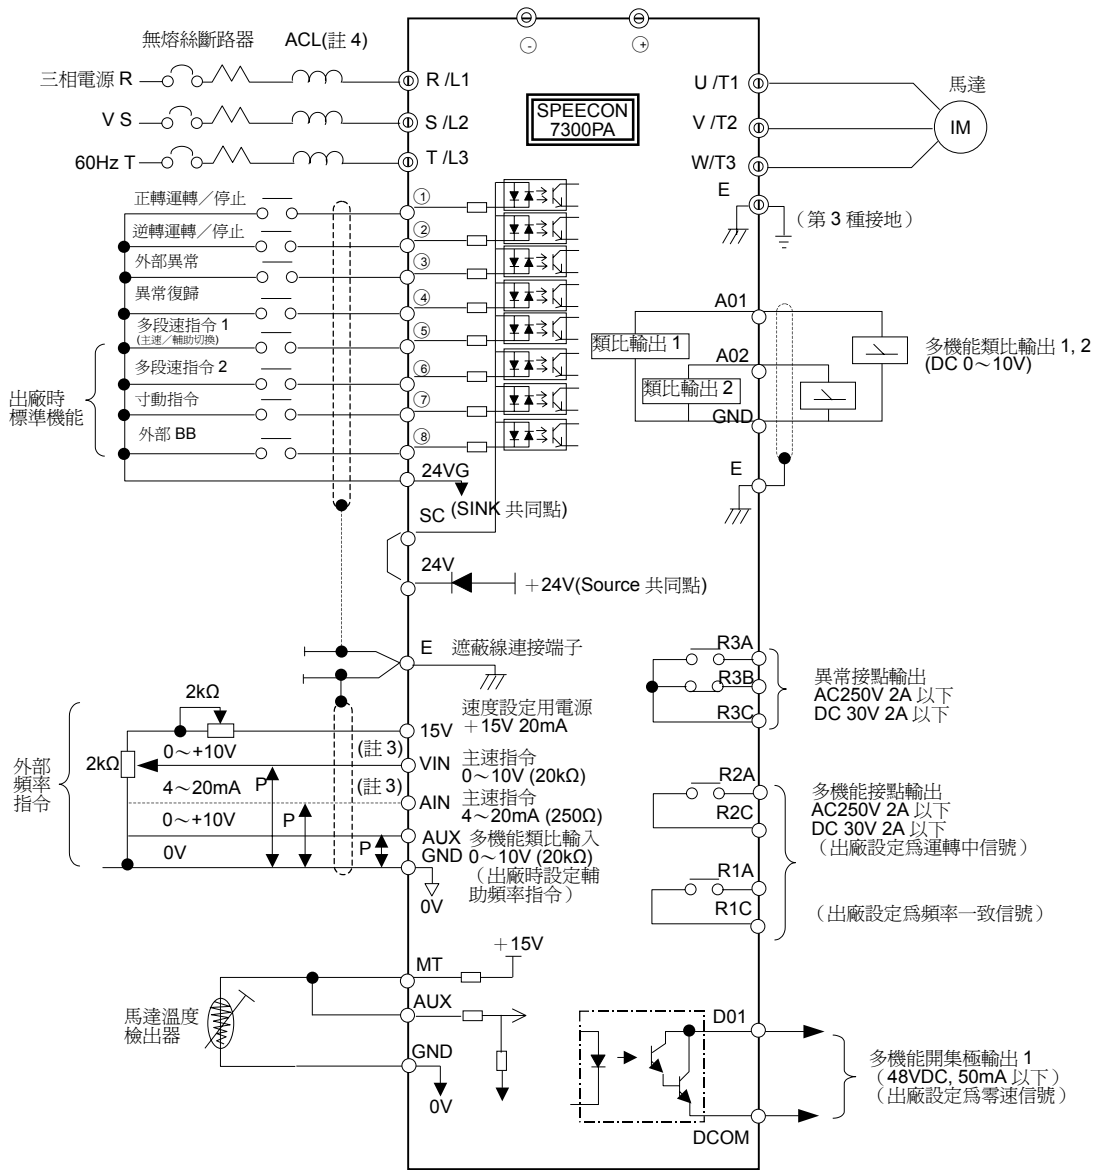 無熔絲斷路器
ACL(註 4)
三相電源 R
V S
60Hz T
R /L1
S /L2
T /L3
-
+
SPEECON
7300PA
U /T1
V /T2
W/T3
E
馬達
IM
(第 3 種接地)
正轉運轉/停止
逆轉運轉/停止
外部異常
異常復歸
多段速指令 1
(主速/輔助切換)
多段速指令 2
寸動指令
外部 BB
出廠時
標準機能
①
②
③
④
⑤
⑥
⑦
⑧
24VG
(SINK 共同點)
SC
24V
+24V(Source 共同點)
E
遮蔽線連接端子
A01
類比輸出 1
A02
類比輸出 2
GND
E
多機能類比輸出 1, 2
(DC 0~10V)
外部
頻率
指令
2kΩ
2kΩ
0~+10V
4~20mA
0~+10V
0V
(註 3)
(註 3)
P
P
P
15V
速度設定用電源
+15V 20mA
VIN
主速指令
0~10V (20kΩ)
AIN
主速指令
4~20mA (250Ω)
AUX
多機能類比輸入
GND
0~10V (20kΩ)
(出廠時設定輔
助頻率指令)
0V
R3A
R3B
R3C
異常接點輸出
AC250V 2A 以下
DC 30V 2A 以下
R2A
R2C
多機能接點輸出
AC250V 2A 以下
DC 30V 2A 以下
(出廠設定爲運轉中信號)
R1A
R1C
(出廠設定爲頻率一致信號)
馬達溫度
檢出器
+15V
MT
AUX
GND
0V
D01
DCOM
多機能開集極輸出 1
(48VDC, 50mA 以下)
(出廠設定爲零速信號)